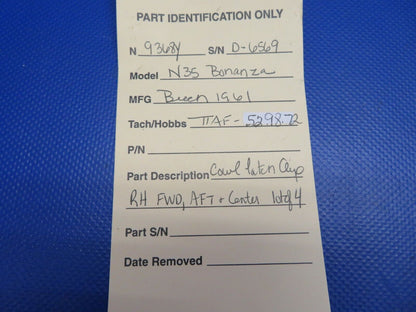 PART IDENTIFICATION ONLY
N 9368Y S/N D-6569
Model N35 Bonanza
MFG Beech 1961
Tach/Hobbs TTAF - 5298.72
P/N
Part Description Cowl Latch Clip
RH FWD, AFT + Center lot of 4
Part S/N
Date Removed